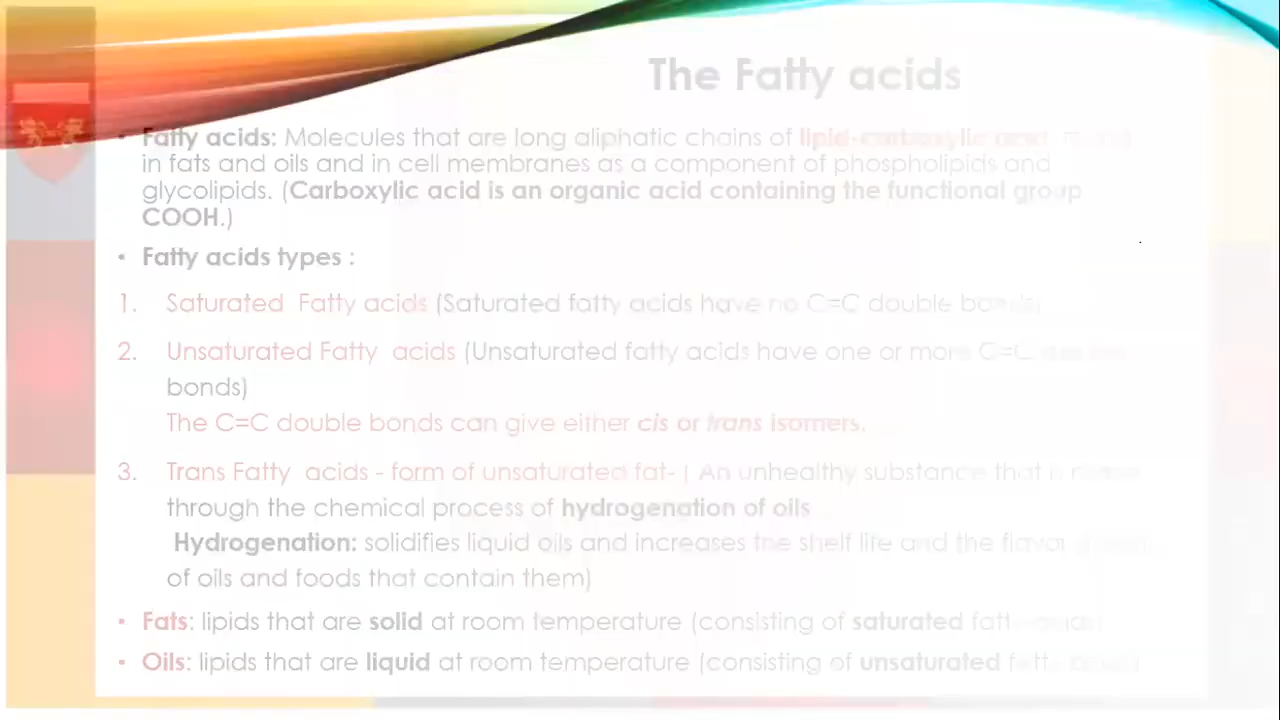 The Fatty acids
• Fatty acids: Molecules that are long aliphatic chains of lipid-carboxylic acid
in fats and oils and in cell membranes as a component of phospholipids and
glycolipids. (Carboxylic acid is an organic acid containing the functional group
COOH.)
• Fatty acids types :
1. Saturated Fatty acids (Saturated fatty acids have no C=C double bonds)
2. Unsaturated Fatty acids (Unsaturated fatty acids have one or more C=C
bonds)
The C=C double bonds can give either cis or trans isomers.
3. Trans Fatty acids - form of unsaturated fat- ( An unhealthy substance that is
through the chemical process of hydrogenation of oils
Hydrogenation: solidifies liquid oils and increases the shelf life and the flavor
of oils and foods that contain them)
• Fats: lipids that are solid at room temperature (consisting of saturated fatty acids)
• Oils: lipids that are liquid at room temperature (consisting of unsaturated fatty